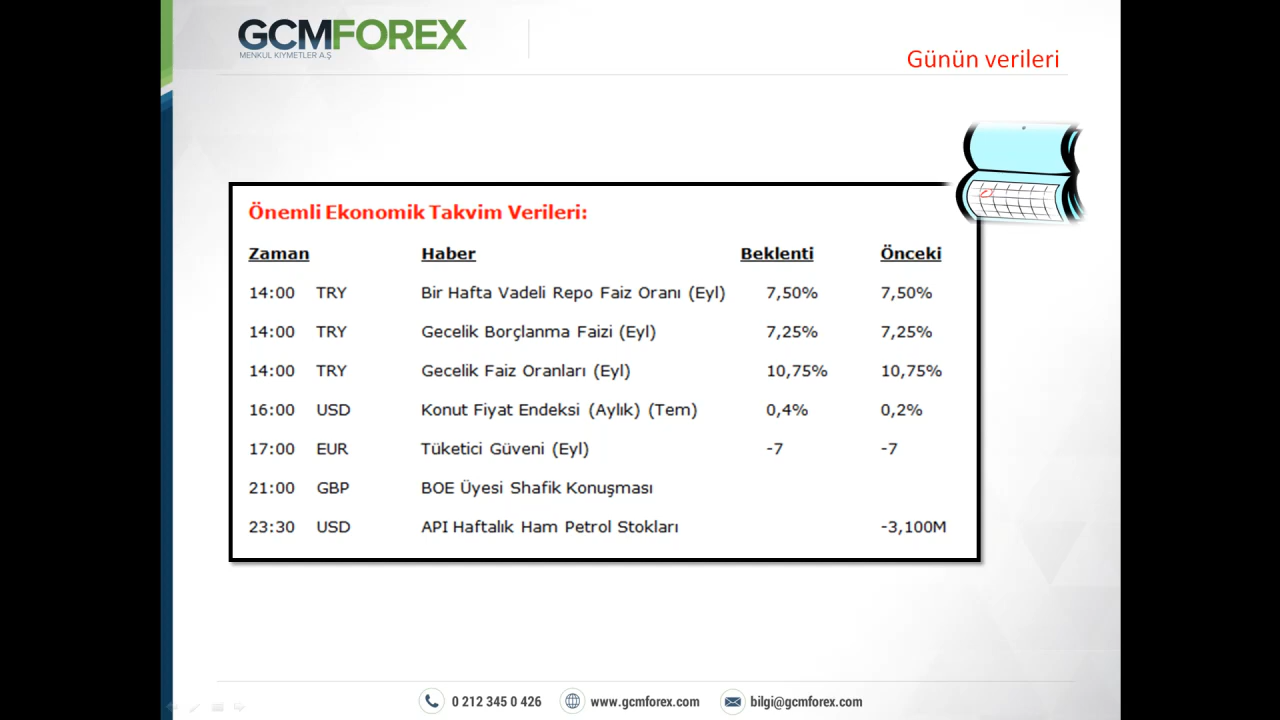 GCMFOREX
MENKUL KIYMETLER A.Ş
Günün verileri
Önemli Ekonomik Takvim Verileri:
Zaman Haber Beklenti Önceki
14:00 TRY Bir Hafta Vadeli Repo Faiz Oranı (Eyl) 7,50% 7,50%
14:00 TRY Gecelik Borçlanma Faizi (Eyl) 7,25% 7,25%
14:00 TRY Gecelik Faiz Oranları (Eyl) 10,75% 10,75%
16:00 USD Konut Fiyat Endeksi (Aylık) (Tem) 0,4% 0,2%
17:00 EUR Tüketici Güveni (Eyl) -7 -7
21:00 GBP BOE Üyesi Shafik Konuşması
23:30 USD API Haftalık Ham Petrol Stokları -3,100M
0 212 345 0 426 www.gcmforex.com bilgi@gcmforex.com